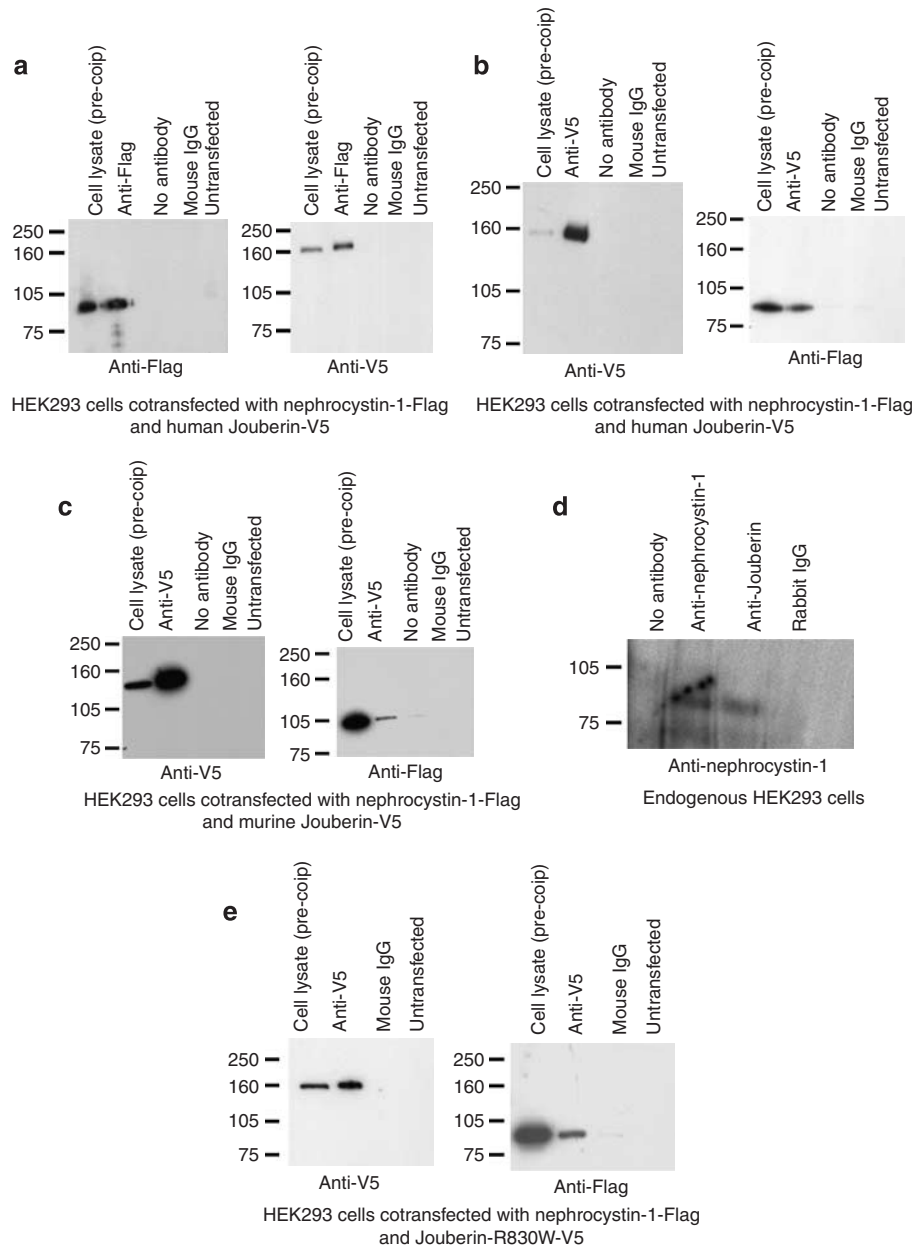 a
Cell lysate (pre-coip)
Anti-Flag
No antibody
Mouse IgG
Untransfected
250
160
105
75
Anti-Flag
Cell lysate (pre-coip)
Anti-Flag
No antibody
Mouse IgG
Untransfected
250
160
105
75
Anti-V5
HEK293 cells cotransfected with nephrocystin-1-Flag
and human Jouberin-V5
b
Cell lysate (pre-coip)
Anti-V5
No antibody
Mouse IgG
Untransfected
250
160
105
75
Anti-V5
Cell lysate (pre-coip)
Anti-V5
No antibody
Mouse IgG
Untransfected
250
160
105
75
Anti-Flag
HEK293 cells cotransfected with nephrocystin-1-Flag
and human Jouberin-V5
c
Cell lysate (pre-coip)
Anti-V5
No antibody
Mouse IgG
Untransfected
250
160
105
75
Anti-V5
Cell lysate (pre-coip)
Anti-V5
No antibody
Mouse IgG
Untransfected
250
160
105
75
Anti-Flag
HEK293 cells cotransfected with nephrocystin-1-Flag
and murine Jouberin-V5
d
No antibody
Anti-nephrocystin-1
Anti-Jouberin
Rabbit IgG
105
75
Anti-nephrocystin-1
Endogenous HEK293 cells
e
Cell lysate (pre-coip)
Anti-V5
Mouse IgG
Untransfected
250
160
105
75
Anti-V5
Cell lysate (pre-coip)
Anti-V5
Mouse IgG
Untransfected
250
160
105
75
Anti-Flag
HEK293 cells cotransfected with nephrocystin-1-Flag
and Jouberin-R830W-V5